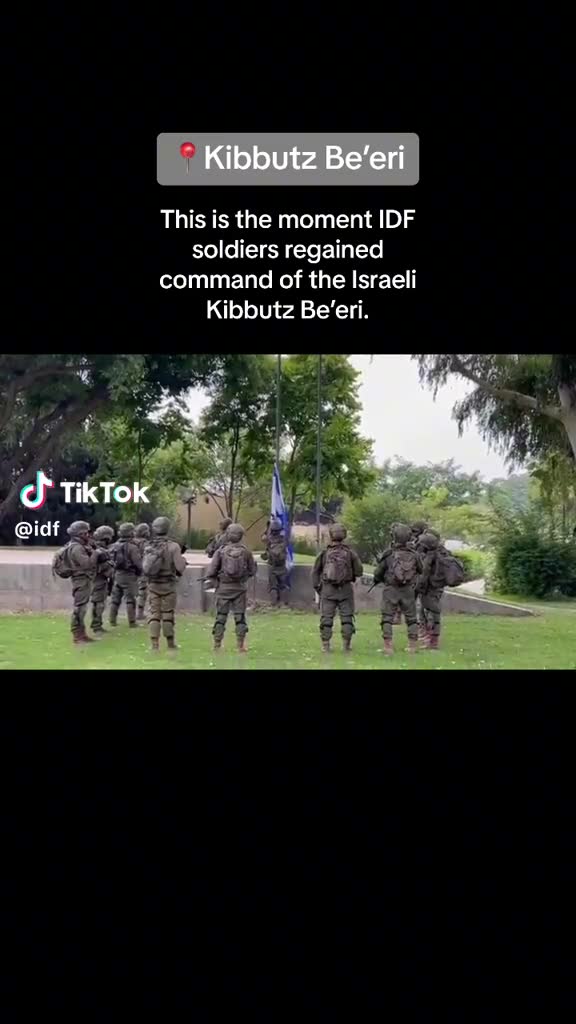 📍Kibbutz Be’eri
This is the moment IDF
soldiers regained
command of the Israeli
Kibbutz Be’eri.
TikTok
@idf